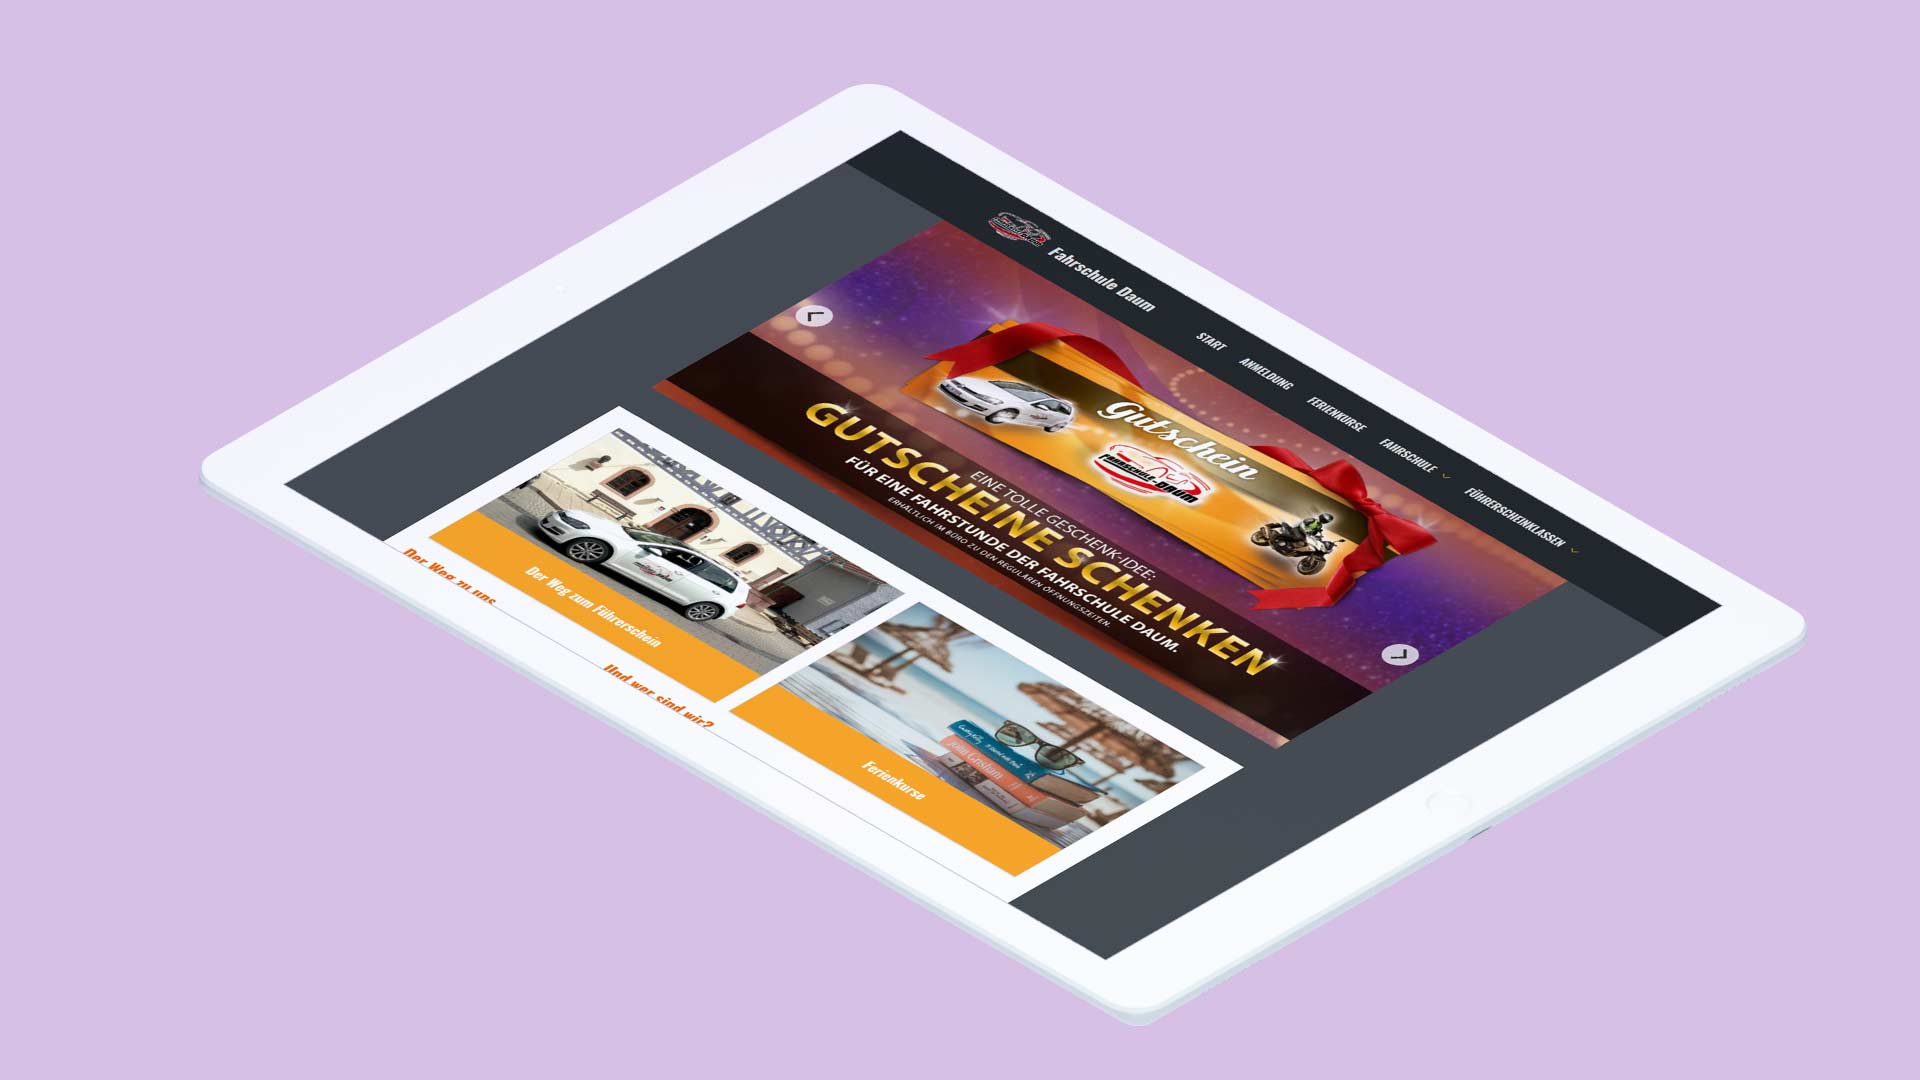 Fahrschule Daum
START
ANMELDUNG
FERIENKURSE
FAHRSCHULE
FÜHRERSCHEINKLASSEN
Gutschein
FAHRSCHULE-DAUM
EINE TOLLE GESCHENK-IDEE:
GUTSCHEINE SCHENKEN
FÜR EINE FAHRSTUNDE DER FAHRSCHULE DAUM.
ERHÄLTLICH IM BÜRO ZU DEN REGULÄREN ÖFFNUNGSZEITEN.
Der Weg zum Führerschein
Ferienkurse
John Grisham
Der Weg zu uns
Und wer sind wir?